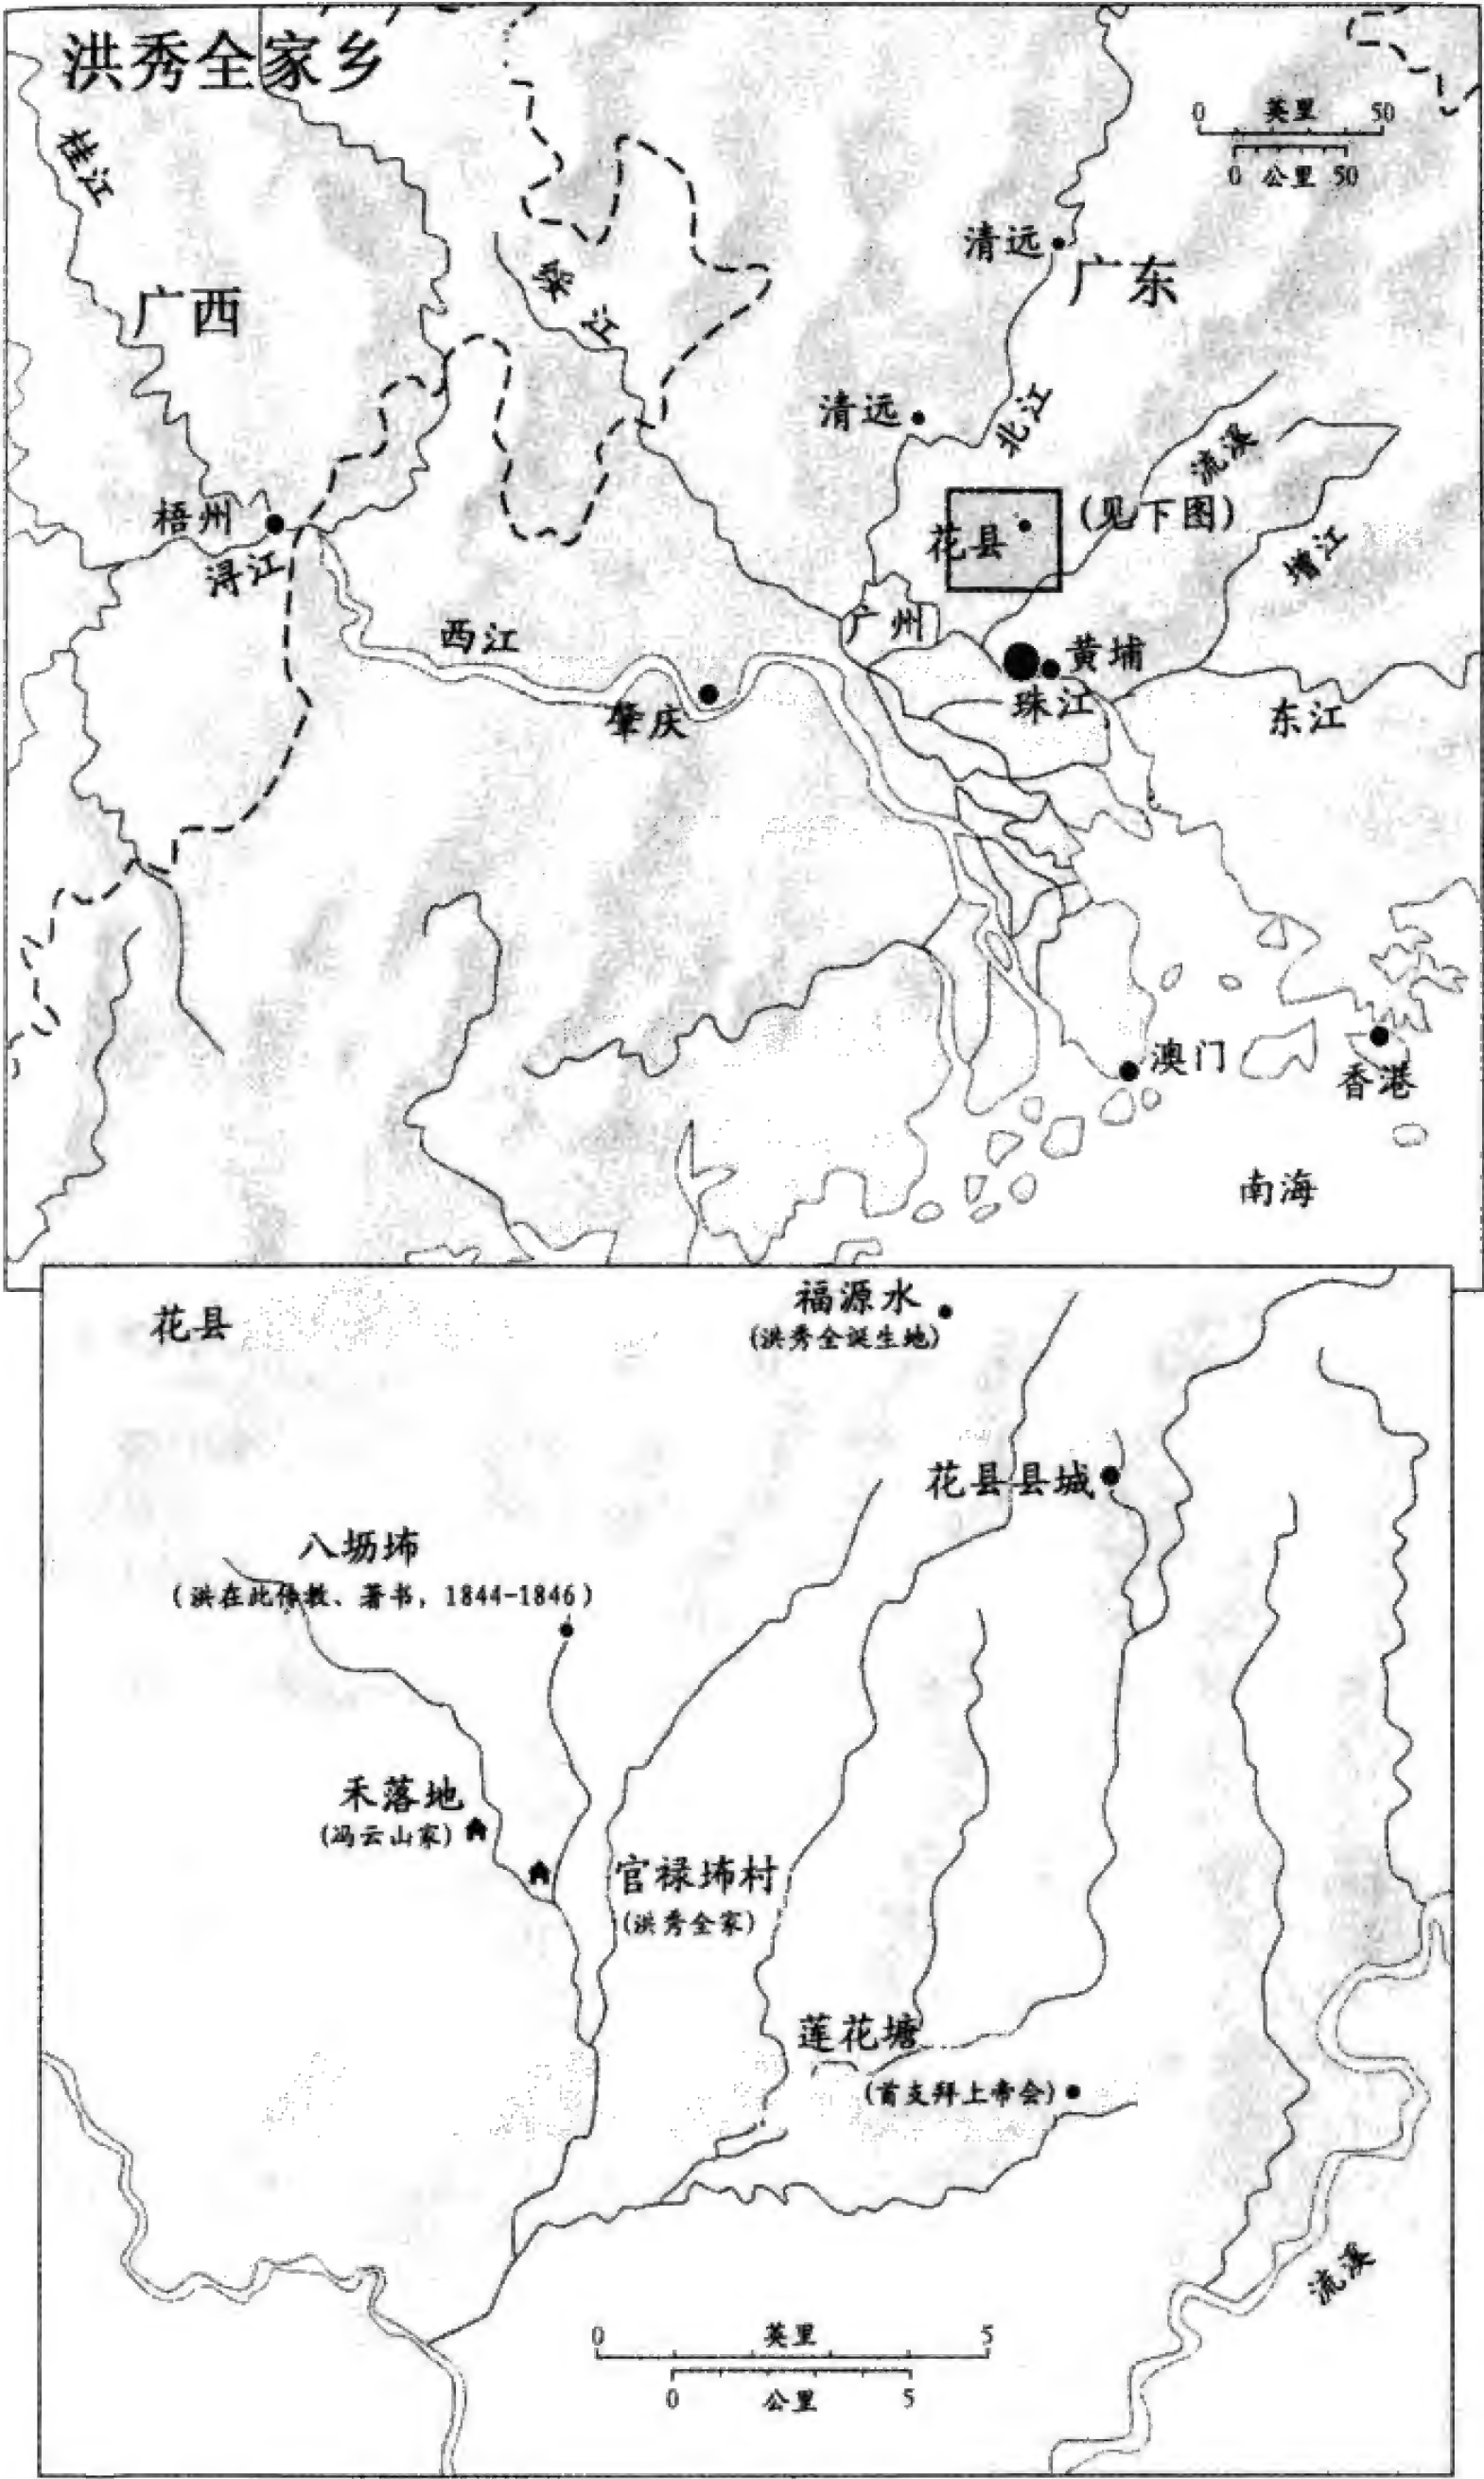 洪秀全家乡
0 英里 50
0 公里 50
桂江
清远
广东
广西
江
清远
北江
流溪
梧州
花县
(见下图)
浔江
增江
广州
西江
黄埔
肇庆
珠江
东江
澳门
香港
南海
花县
福源水
(洪秀全诞生地)
花县县城
八坜㘵
(洪在此传教、著书，1844-1846)
禾落地
(冯云山家)
官禄㘵村
(洪秀全家)
莲花塘
(首支拜上帝会)
流溪
0 英里 5
0 公里 5